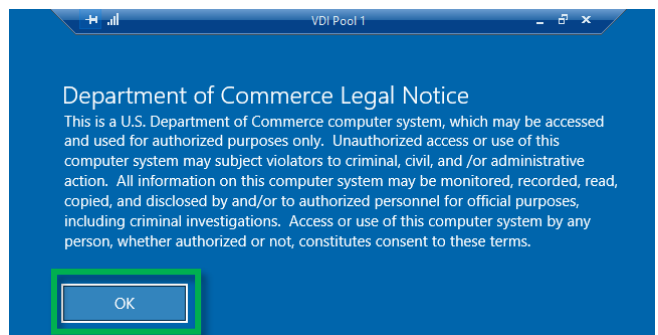 VDI Pool 1
Department of Commerce Legal Notice
This is a U.S. Department of Commerce computer system, which may be accessed
and used for authorized purposes only.  Unauthorized access or use of this
computer system may subject violators to criminal, civil, and /or administrative
action.  All information on this computer system may be monitored, recorded, read,
copied, and disclosed by and/or to authorized personnel for official purposes,
including criminal investigations.  Access or use of this computer system by any
person, whether authorized or not, constitutes consent to these terms.
OK